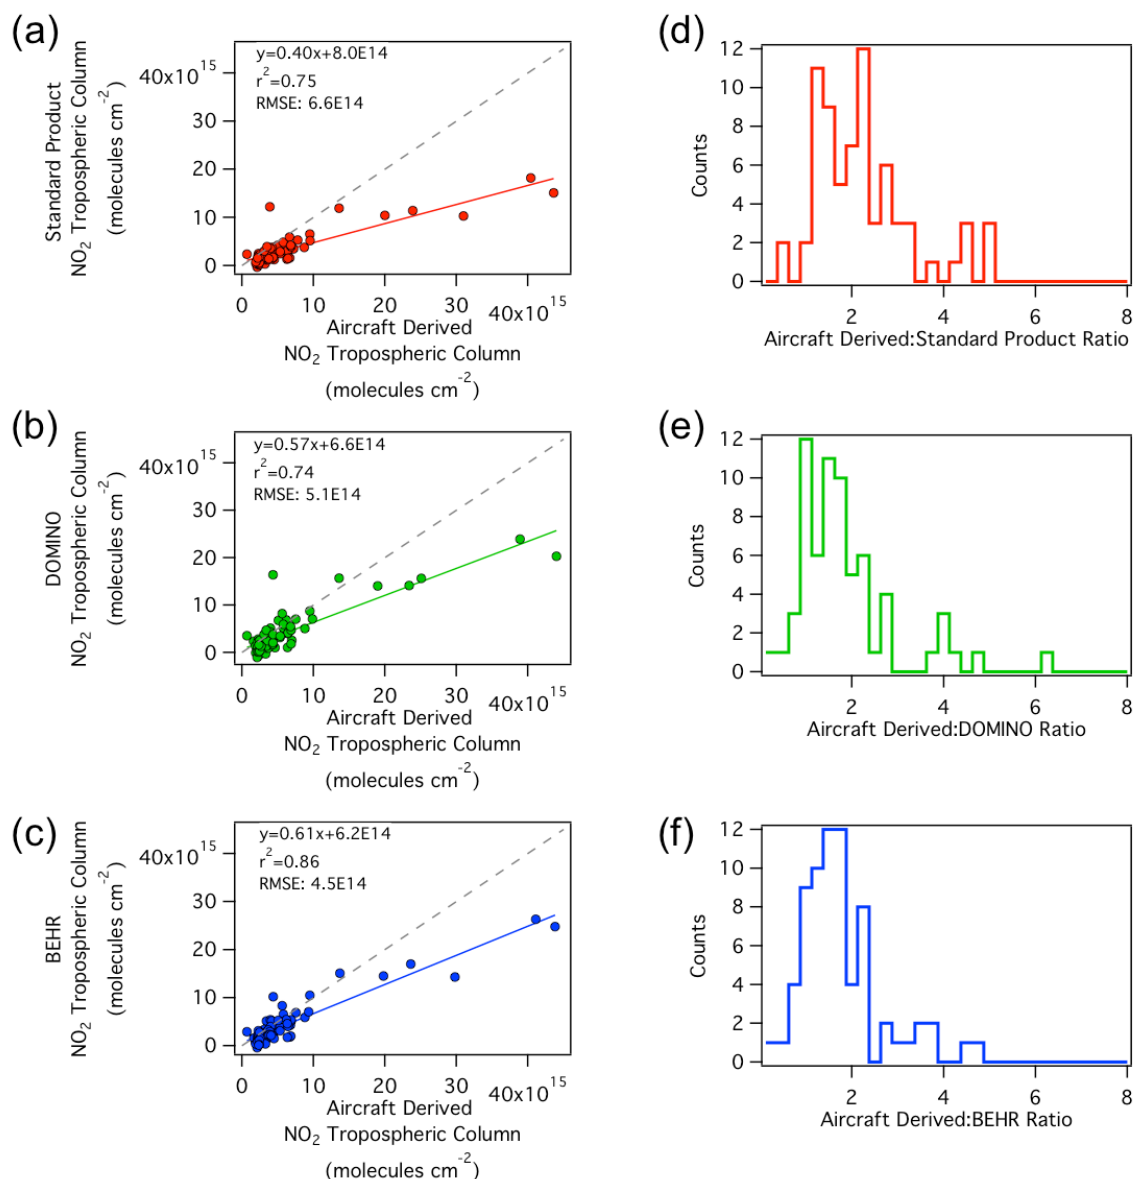 (a)
Standard Product
NO2 Tropospheric Column
(molecules cm-2)
40x10 15
30
20
10
0
y=0.40x+8.0E14
r2=0.75
RMSE: 6.6E14
0 10 20 30 40x10 15
Aircraft Derived
NO2 Tropospheric Column
(molecules cm-2)
(d)
Counts
12
10
8
6
4
2
0
2 4 6 8
Aircraft Derived:Standard Product Ratio
(b)
DOMINO
NO2 Tropospheric Column
(molecules cm-2)
40x10 15
30
20
10
0
y=0.57x+6.6E14
r2=0.74
RMSE: 5.1E14
0 10 20 30 40x10 15
Aircraft Derived
NO2 Tropospheric Column
(molecules cm-2)
(e)
Counts
12
10
8
6
4
2
0
2 4 6 8
Aircraft Derived:DOMINO Ratio
(c)
BEHR
NO2 Tropospheric Column
(molecules cm-2)
40x10 15
30
20
10
0
y=0.61x+6.2E14
r2=0.86
RMSE: 4.5E14
0 10 20 30 40x10 15
Aircraft Derived
NO2 Tropospheric Column
(molecules cm-2)
(f)
Counts
12
10
8
6
4
2
0
2 4 6 8
Aircraft Derived:BEHR Ratio